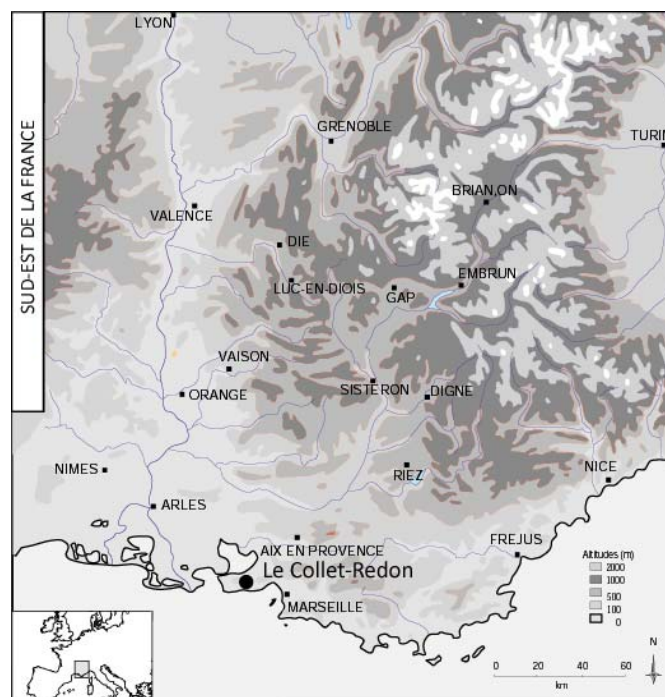 SUD-EST DE LA FRANCE
LYON
GRENOBLE
TURIN
BRIAN,ON
VALENCE
DIE
LUC-EN-DIOIS
EMBRUN
GAP
VAISON
ORANGE
SISTERON
DIGNE
NIMES
RIEZ
NICE
ARLES
AIX EN PROVENCE
FREJUS
Le Collet-Redon
MARSEILLE
Altitudes (m)
2000
1000
500
100
0
N
0 20 40 60
km